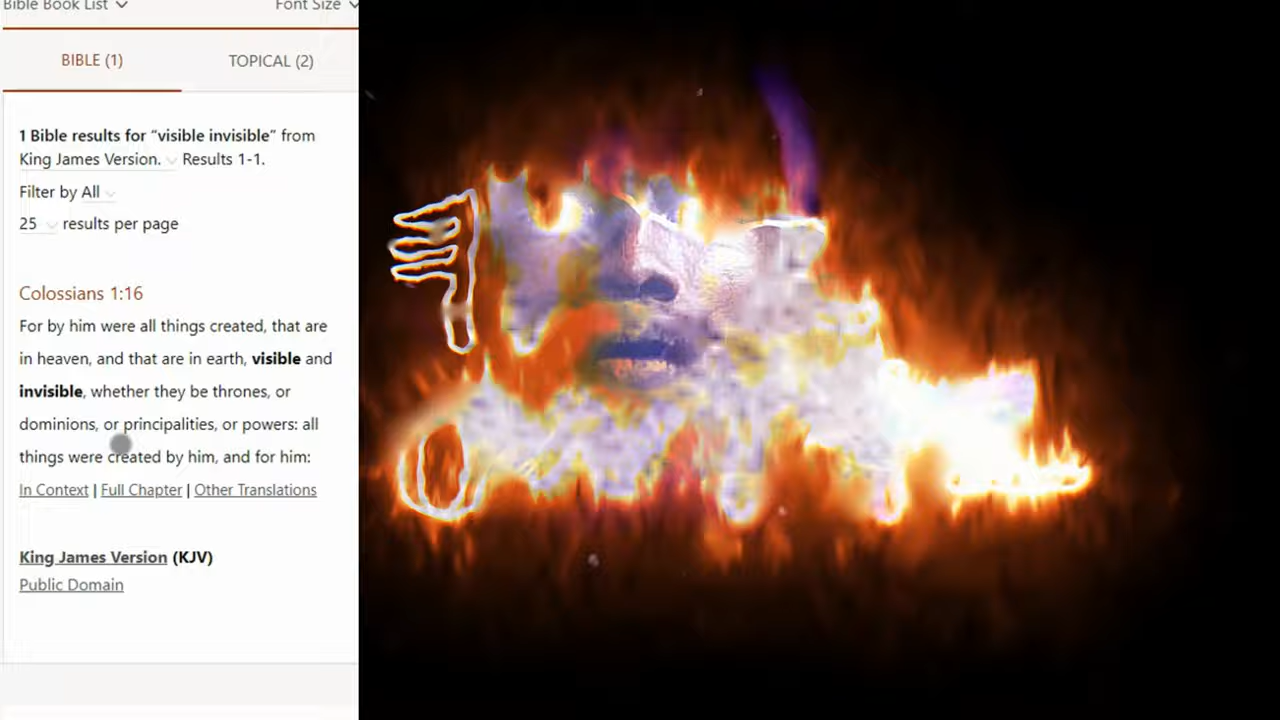 Bible Book List
Font Size
BIBLE (1)
TOPICAL (2)
1 Bible results for “visible invisible” from
King James Version. Results 1-1.
Filter by All
25 results per page
Colossians 1:16
For by him were all things created, that are
in heaven, and that are in earth, visible and
invisible, whether they be thrones, or
dominions, or principalities, or powers: all
things were created by him, and for him:
In Context | Full Chapter | Other Translations
King James Version (KJV)
Public Domain